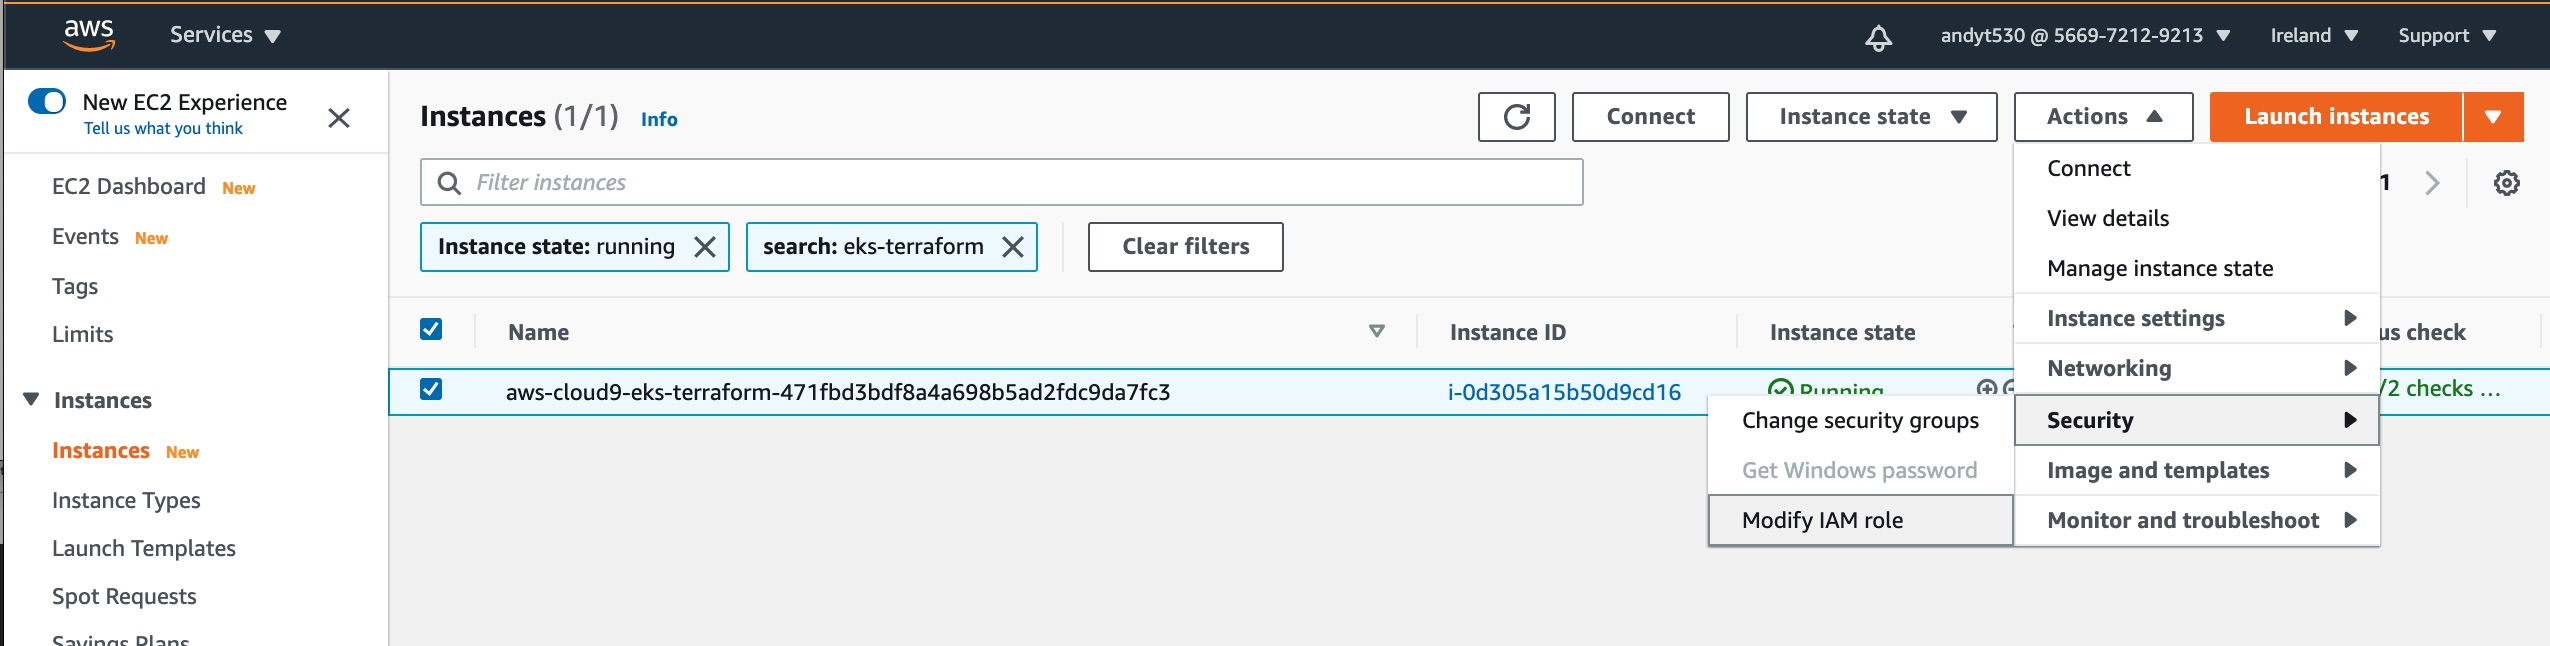 aws
Services
andyt530 @ 5669-7212-9213
Ireland
Support
New EC2 Experience
Tell us what you think
EC2 Dashboard New
Events New
Tags
Limits
Instances
Instances New
Instance Types
Launch Templates
Spot Requests
Savings Plans
Instances (1/1) Info
Connect
Instance state
Actions
Launch instances
Filter instances
1
Instance state: running
search: eks-terraform
Clear filters
Name
Instance ID
Instance state
us check
aws-cloud9-eks-terraform-471fbd3bdf8a4a698b5ad2fdc9da7fc3
i-0d305a15b50d9cd16
Running
/2 checks ...
Connect
View details
Manage instance state
Instance settings
Networking
Security
Image and templates
Monitor and troubleshoot
Change security groups
Get Windows password
Modify IAM role